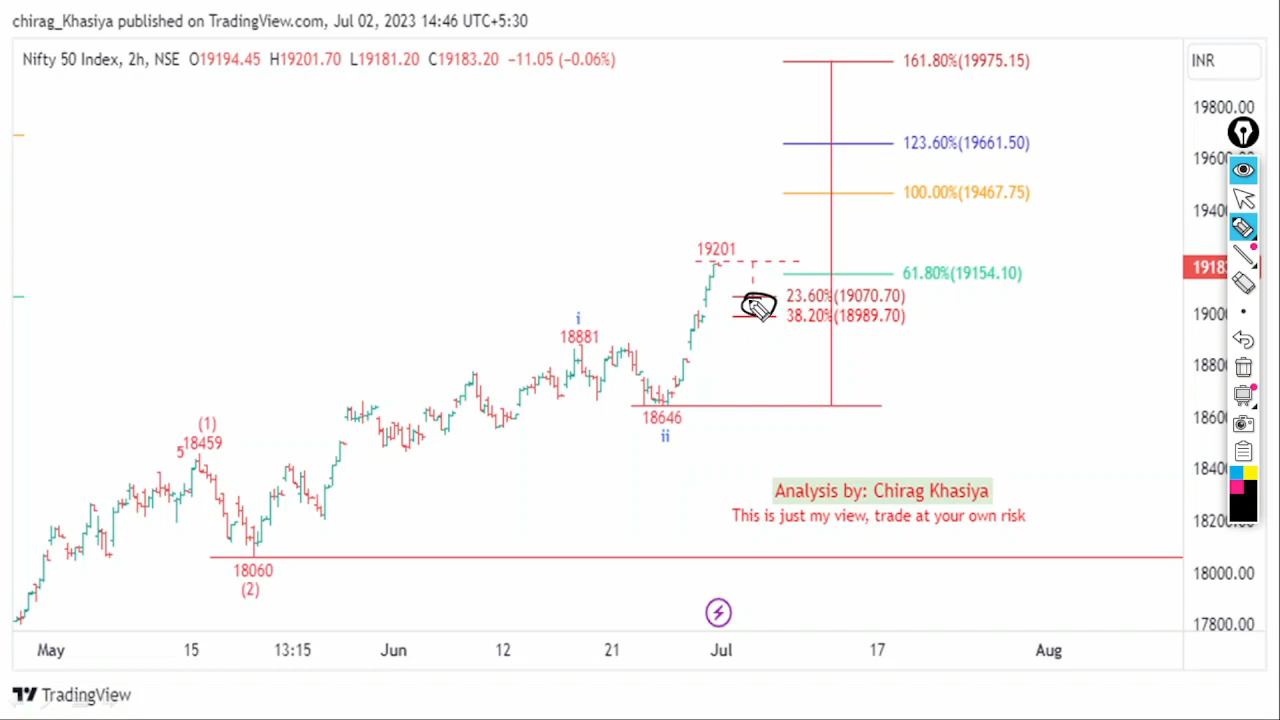 chirag_Khasiya published on TradingView.com, Jul 02, 2023 14:46 UTC+5:30
Nifty 50 Index, 2h, NSE O19194.45 H19201.70 L19181.20 C19183.20 −11.05 (−0.06%)
INR
161.80%(19975.15)
19800.00
123.60%(19661.50)
100.00%(19467.75)
19201
61.80%(19154.10)
23.60%(19070.70)
38.20%(18989.70)
i
18881
18646
ii
(1)
5 18459
Analysis by: Chirag Khasiya
This is just my view, trade at your own risk
18060
(2)
18000.00
17800.00
May 15 13:15 Jun 12 21 Jul 17 Aug
TradingView